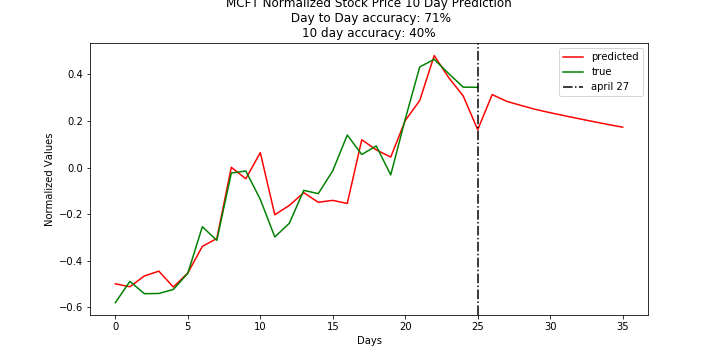 MCFT Normalized Stock Price 10 Day Prediction
Day to Day accuracy: 71%
10 day accuracy: 40%
predicted
true
april 27
Normalized Values
0.4
0.2
0.0
−0.2
−0.4
−0.6
0 5 10 15 20 25 30 35
Days